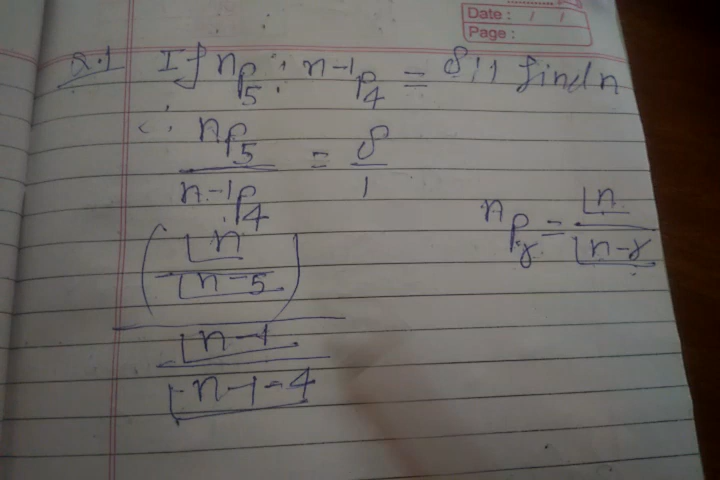 Date : / /
Page :
Q.1 If nP5 : n-1P4 = 8:1 find n
∴ nP5 / n-1P4 = 8 / 1
nPr = ⌊n / ⌊n-r
( ⌊n / ⌊n-5 )
⌊n-1
⌊n-1-4